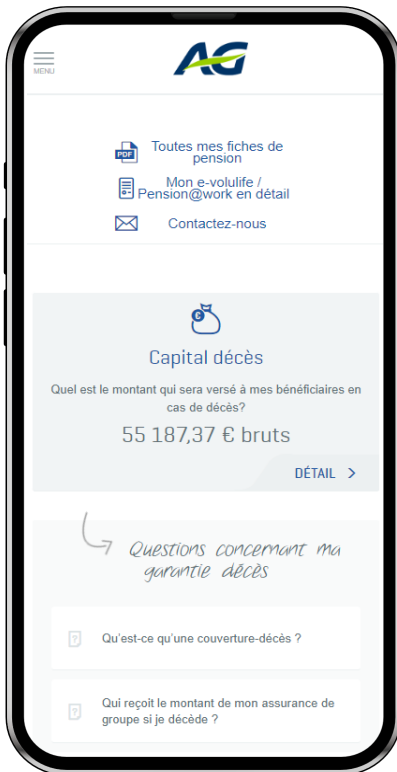 MENU
AG
PDF
Toutes mes fiches de
pension
Mon e-volulife /
Pension@work en détail
Contactez-nous
€
Capital décès
Quel est le montant qui sera versé à mes bénéficiaires en
cas de décès?
55 187,37 € bruts
DÉTAIL >
Questions concernant ma
garantie décès
? Qu'est-ce qu'une couverture-décès ?
? Qui reçoit le montant de mon assurance de
groupe si je décède ?